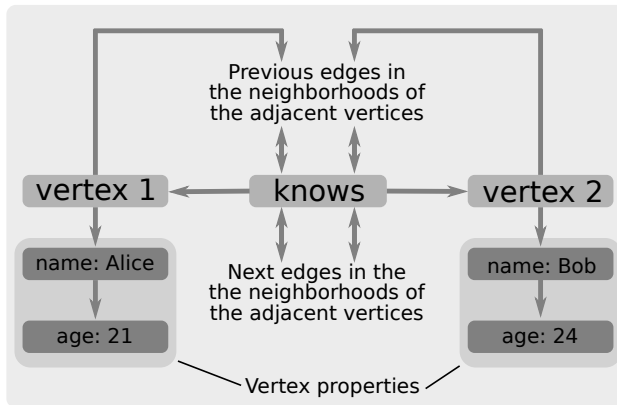 Previous edges in
the neighborhoods of
the adjacent vertices
vertex 1
knows
vertex 2
name: Alice
age: 21
Next edges in the
the neighborhoods of
the adjacent vertices
name: Bob
age: 24
Vertex properties